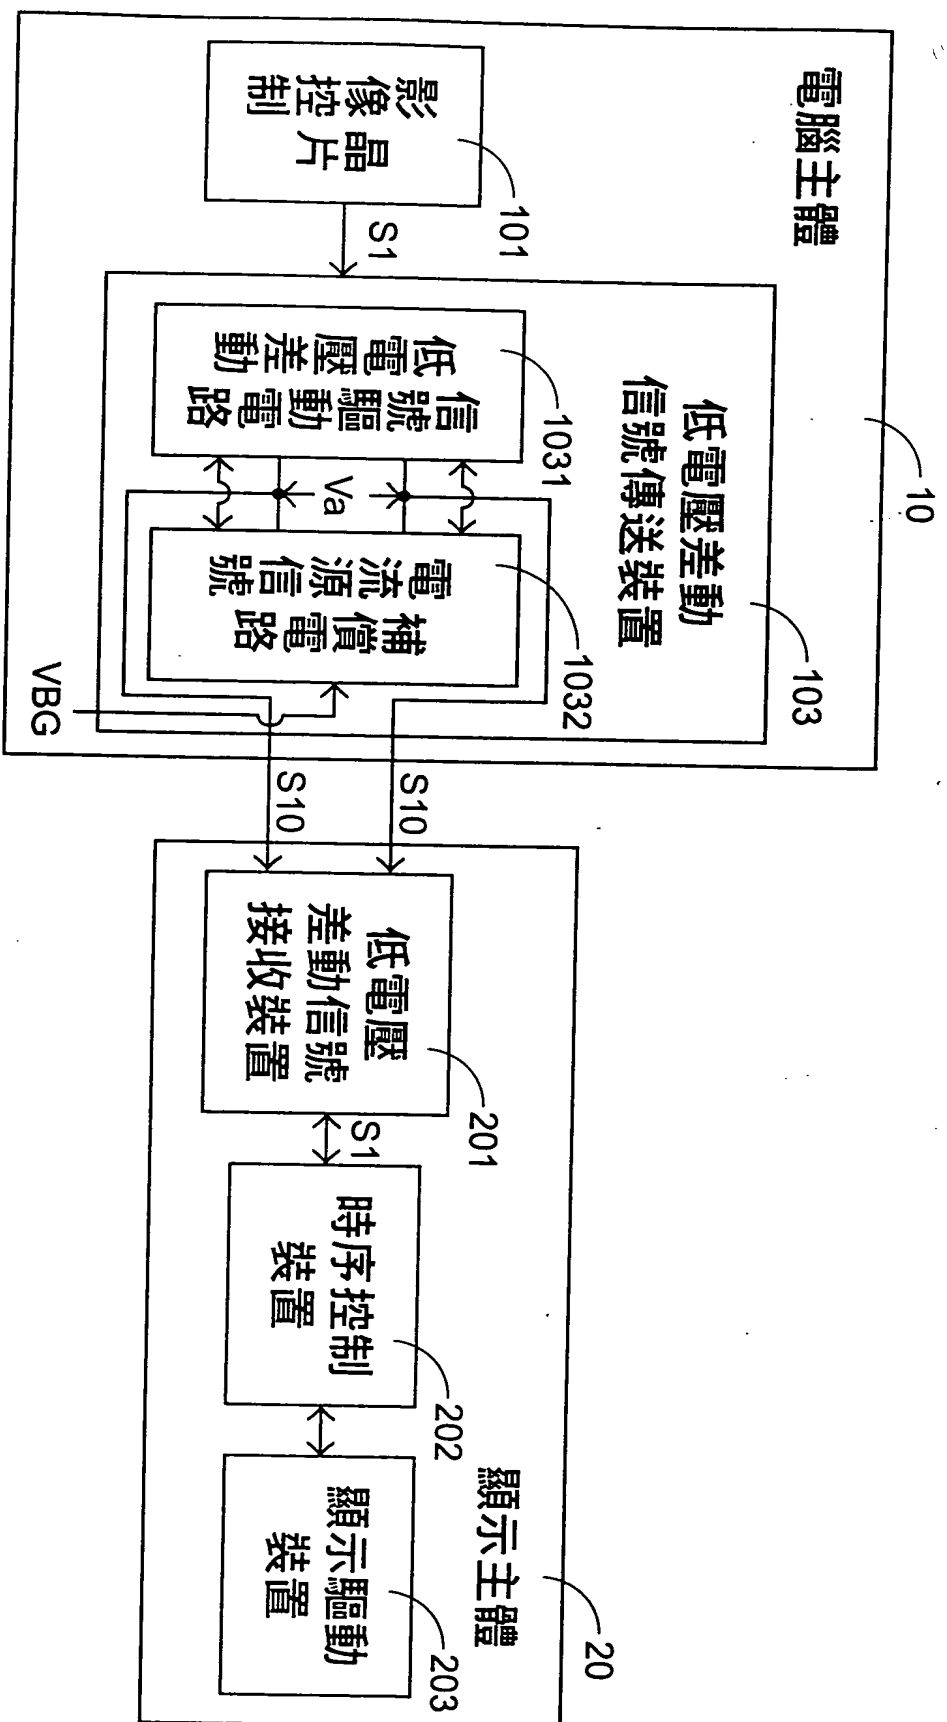 電腦主體
10
影像控制
晶片
101
S1
低電壓差動
信號傳送裝置
103
低電壓差動
信號驅動電路
1031
Va
電流源信號
補償電路
1032
VBG
S10
S10
顯示主體
20
低電壓
差動信號
接收裝置
201
S1
時序控制
裝置
202
顯示驅動
裝置
203